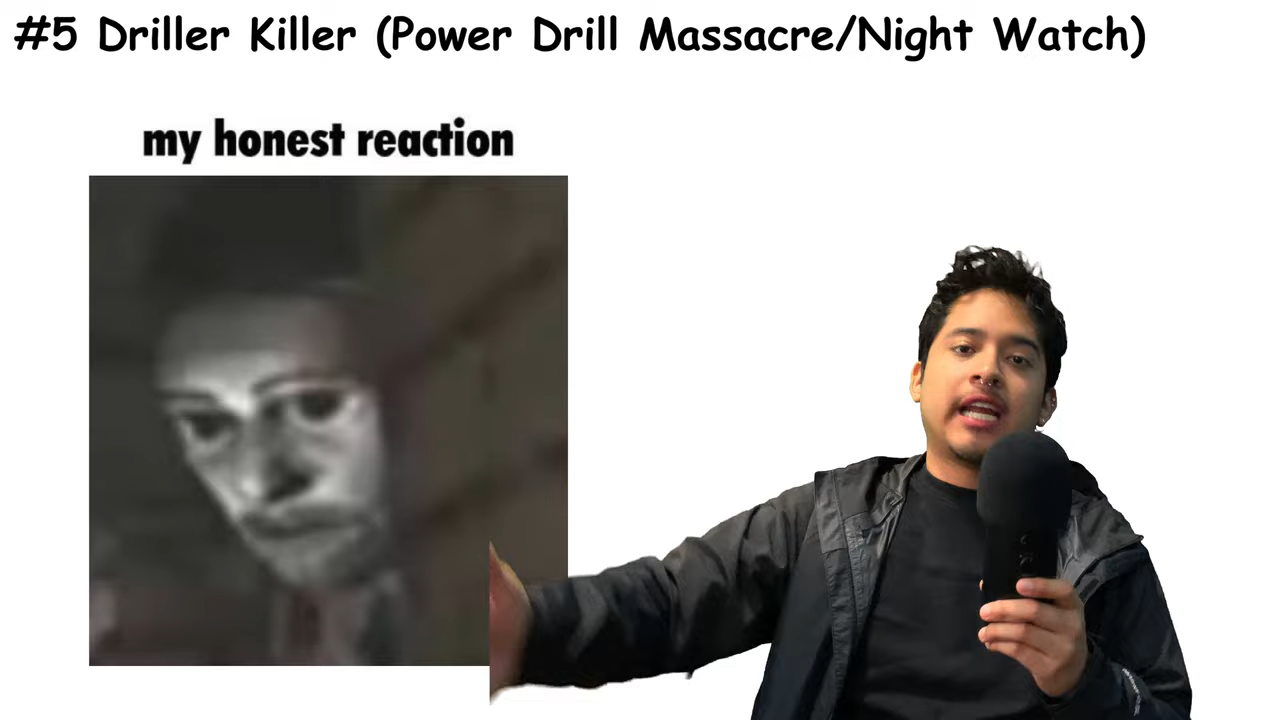 #5 Driller Killer (Power Drill Massacre/Night Watch)
my honest reaction